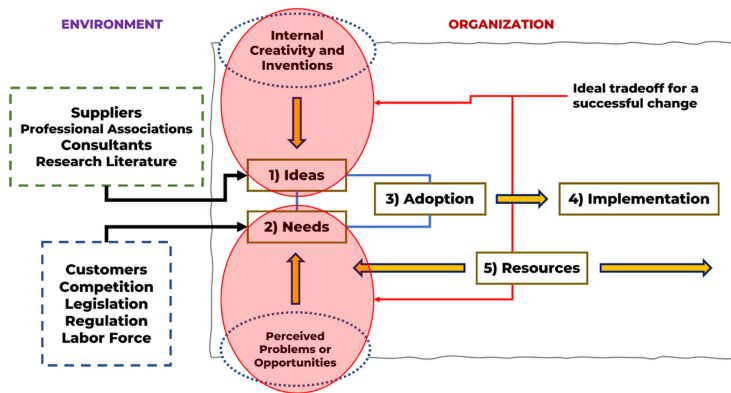 ENVIRONMENT
ORGANIZATION
Internal
Creativity and
Inventions
Ideal tradeoff for a
successful change
Suppliers
Professional Associations
Consultants
Research Literature
1) Ideas
3) Adoption
4) Implementation
2) Needs
Customers
Competition
Legislation
Regulation
Labor Force
5) Resources
Perceived
Problems or
Opportunities